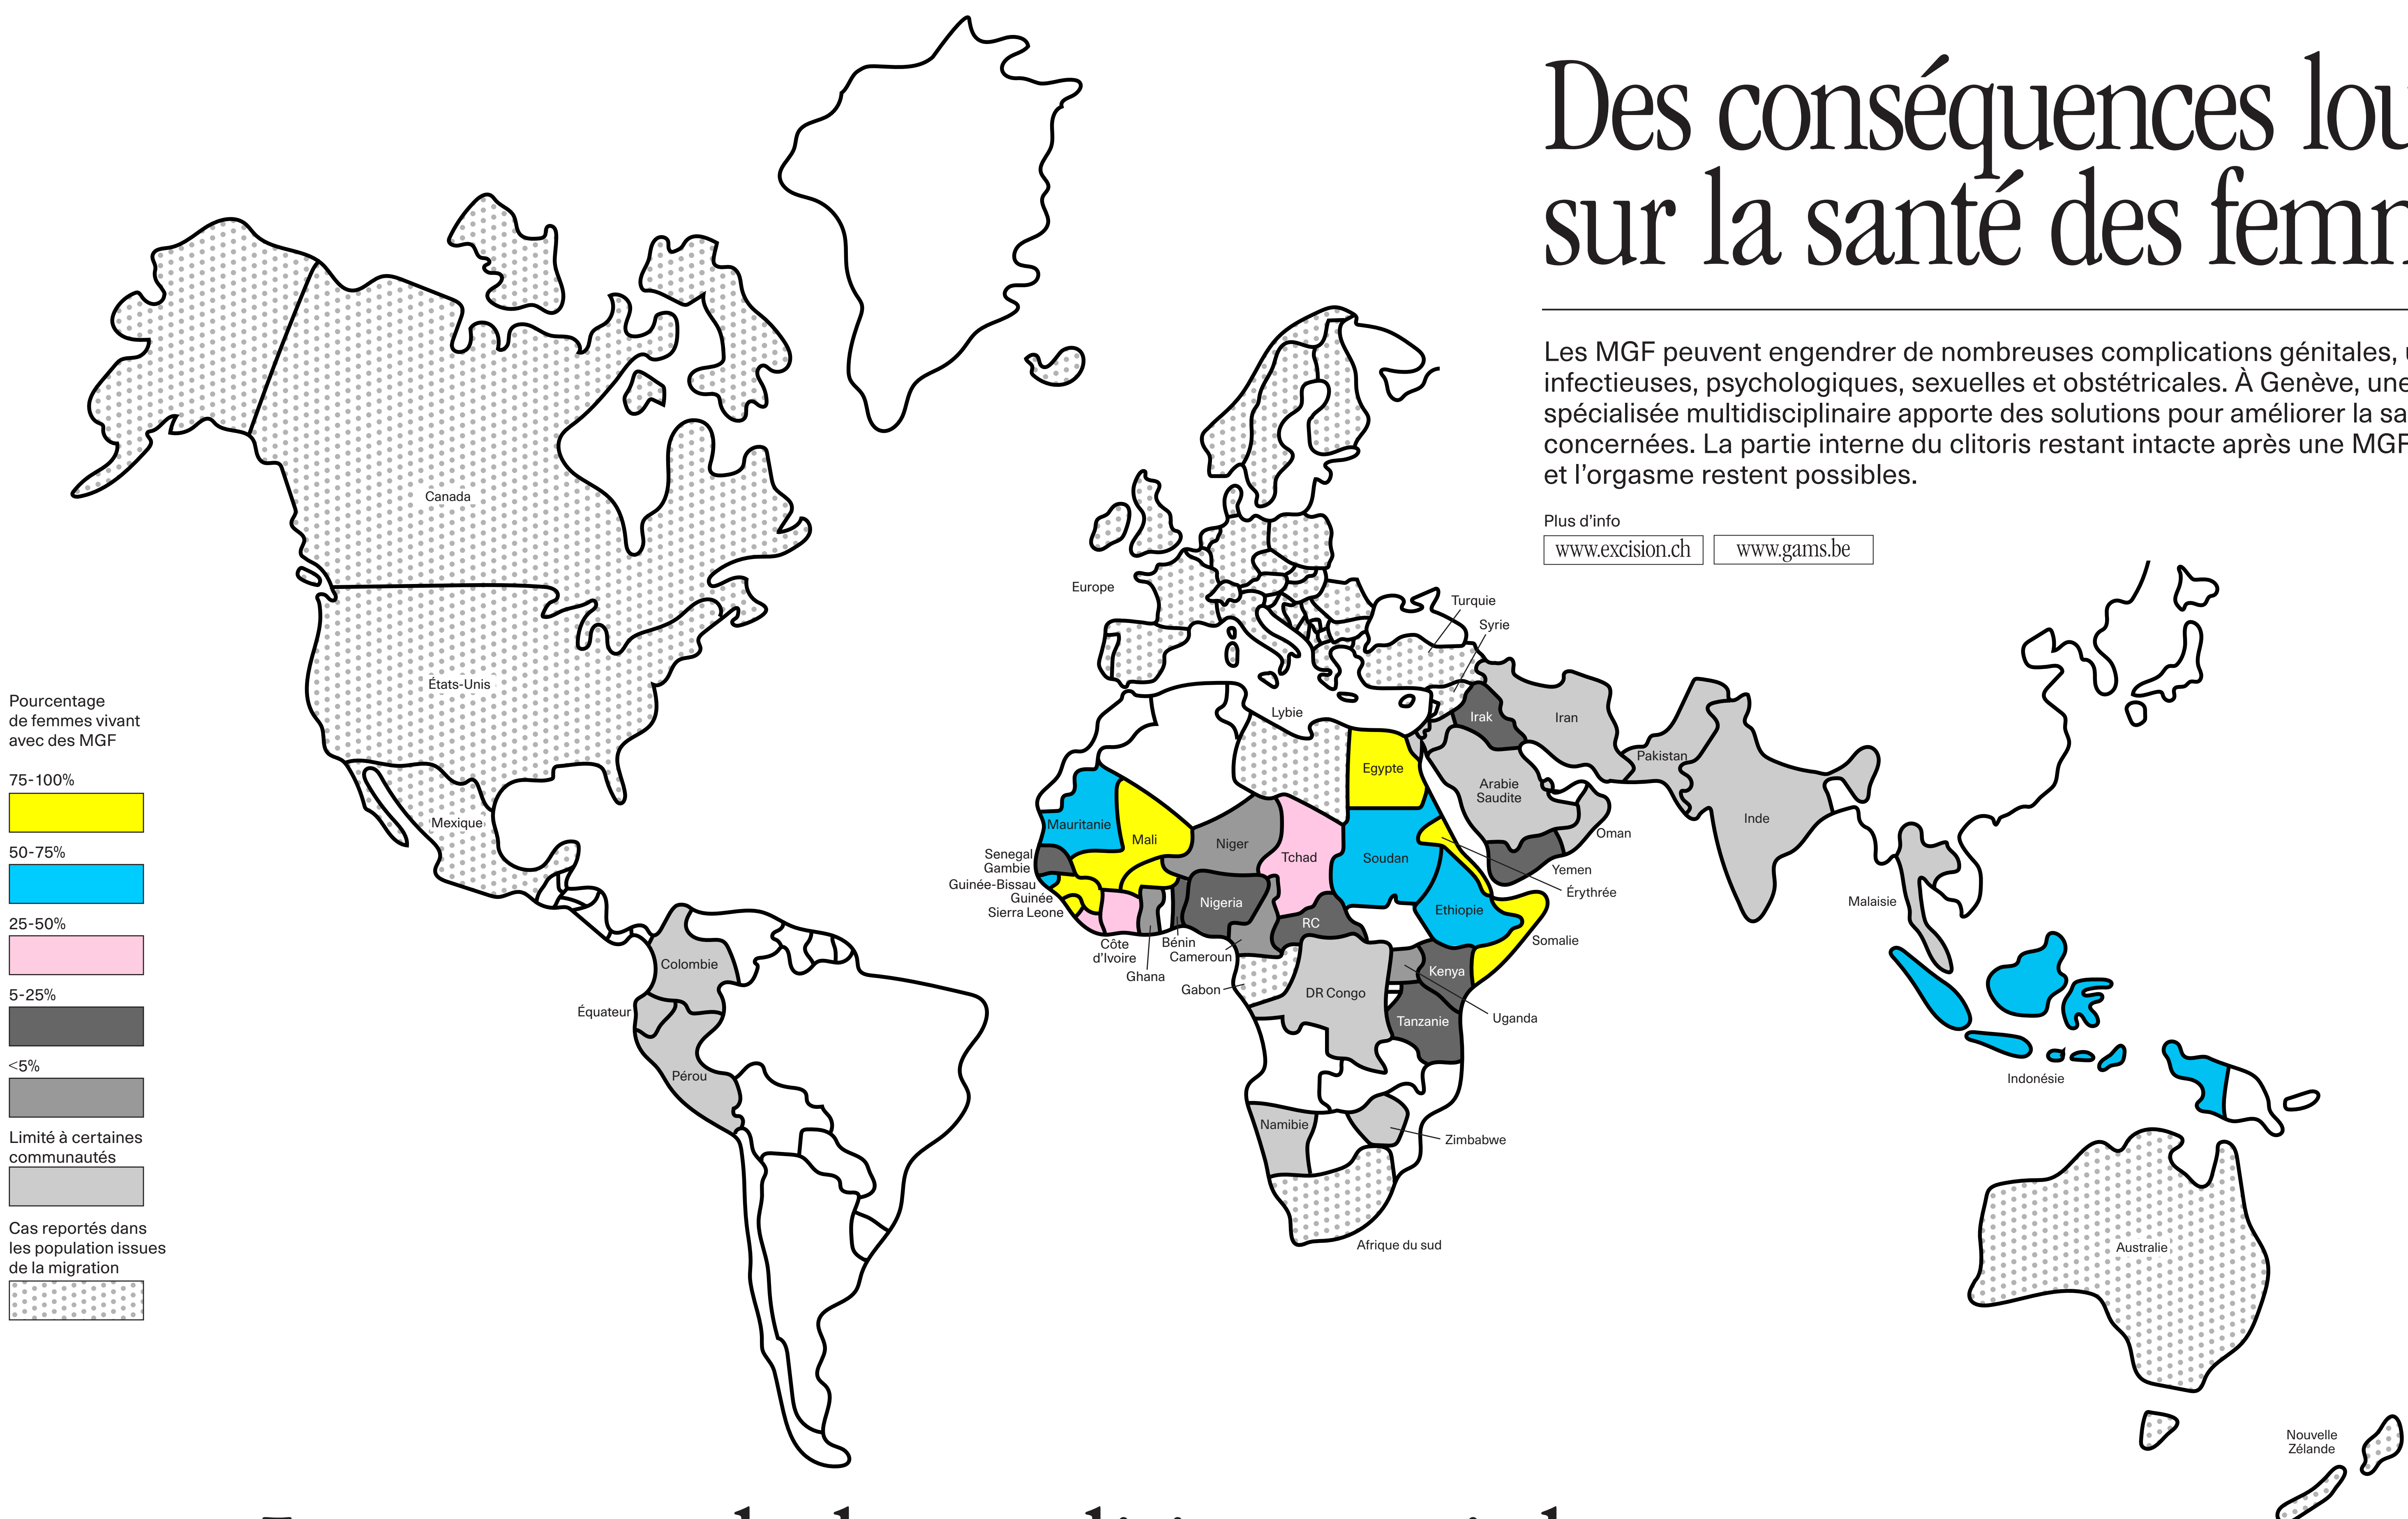 Des conséquences lou
sur la santé des femm
Les MGF peuvent engendrer de nombreuses complications génitales, u
infectieuses, psychologiques, sexuelles et obstétricales. À Genève, une
spécialisée multidisciplinaire apporte des solutions pour améliorer la sa
concernées. La partie interne du clitoris restant intacte après une MGF
et l’orgasme restent possibles.
Plus d’info
www.excision.ch
www.gams.be
Canada
États-Unis
Mexique
Europe
Turquie
Syrie
Lybie
Irak
Iran
Pakistan
Egypte
Arabie
Saudite
Inde
Oman
Yemen
Érythrée
Mauritanie
Mali
Niger
Tchad
Soudan
Senegal
Gambie
Guinée-Bissau
Guinée
Sierra Leone
Nigeria
RC
Ethiopie
Somalie
Côte
d’Ivoire
Ghana
Bénin
Cameroun
Gabon
DR Congo
Kenya
Uganda
Tanzanie
Malaisie
Indonésie
Colombie
Équateur
Pérou
Namibie
Zimbabwe
Afrique du sud
Australie
Nouvelle
Zélande
Pourcentage
de femmes vivant
avec des MGF
75-100%
50-75%
25-50%
5-25%
<5%
Limité à certaines
communautés
Cas reportés dans
les population issues
de la migration